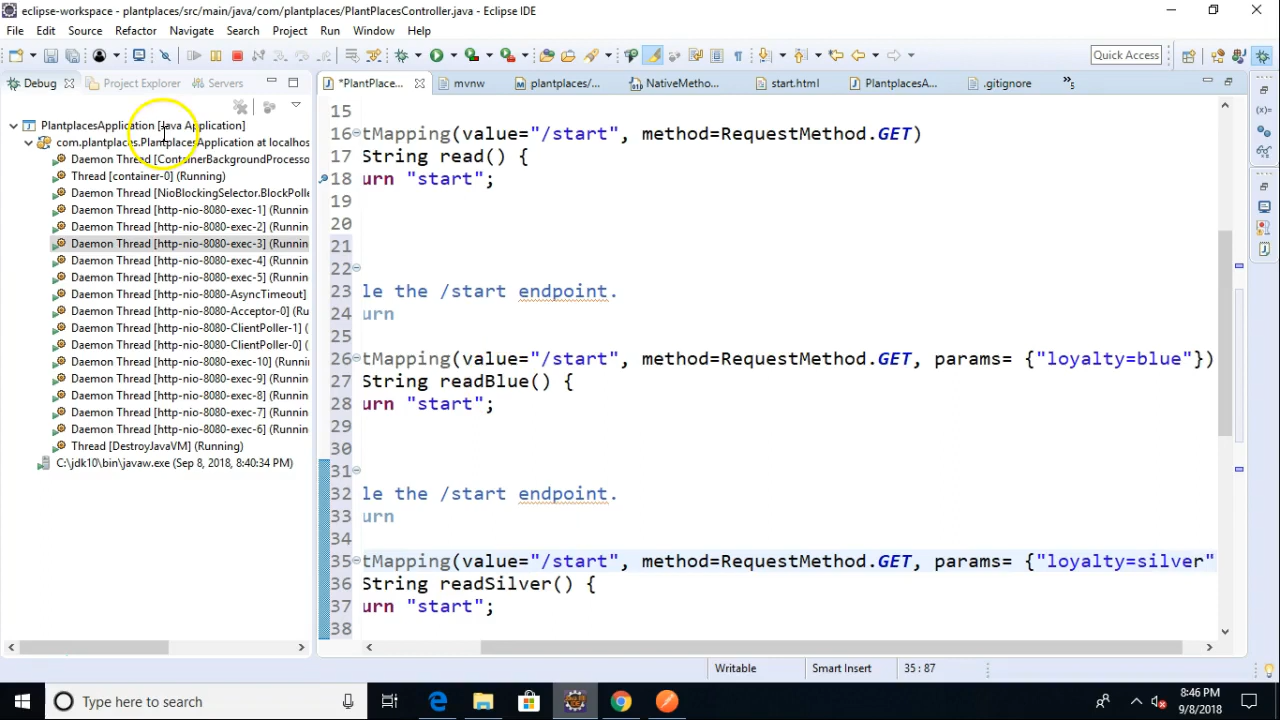 eclipse-workspace - plantplaces/src/main/java/com/plantplaces/PlantPlacesController.java - Eclipse IDE
File Edit Source Refactor Navigate Search Project Run Window Help
Quick Access
Debug Project Explorer Servers
*PlantPlace... mvnw plantplaces/... NativeMetho... start.html PlantplacesA... .gitignore »5
PlantplacesApplication [Java Application]
com.plantplaces.PlantplacesApplication at localhos
Daemon Thread [ContainerBackgroundProcesso
Thread [container-0] (Running)
Daemon Thread [NioBlockingSelector.BlockPolle
Daemon Thread [http-nio-8080-exec-1] (Runnin
Daemon Thread [http-nio-8080-exec-2] (Runnin
Daemon Thread [http-nio-8080-exec-3] (Runnin
Daemon Thread [http-nio-8080-exec-4] (Runnin
Daemon Thread [http-nio-8080-exec-5] (Runnin
Daemon Thread [http-nio-8080-AsyncTimeout]
Daemon Thread [http-nio-8080-Acceptor-0] (Ru
Daemon Thread [http-nio-8080-ClientPoller-1] (
Daemon Thread [http-nio-8080-ClientPoller-0] (
Daemon Thread [http-nio-8080-exec-10] (Runni
Daemon Thread [http-nio-8080-exec-9] (Runnin
Daemon Thread [http-nio-8080-exec-8] (Runnin
Daemon Thread [http-nio-8080-exec-7] (Runnin
Daemon Thread [http-nio-8080-exec-6] (Runnin
Thread [DestroyJavaVM] (Running)
C:\jdk10\bin\javaw.exe (Sep 8, 2018, 8:40:34 PM)
15
16 tMapping(value="/start", method=RequestMethod.GET)
17 String read() {
18 urn "start";
19
20
21
22
23 le the /start endpoint.
24 urn
25
26 tMapping(value="/start", method=RequestMethod.GET, params= {"loyalty=blue"})
27 String readBlue() {
28 urn "start";
29
30
31
32 le the /start endpoint.
33 urn
34
35 tMapping(value="/start", method=RequestMethod.GET, params= {"loyalty=silver"
36 String readSilver() {
37 urn "start";
38
Writable Smart Insert 35 : 87
Type here to search
8:46 PM
9/8/2018